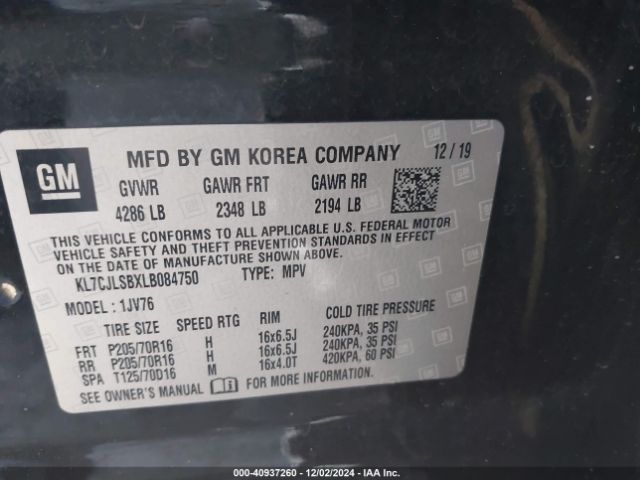 GM
MFD BY GM KOREA COMPANY 12/19
GVWR GAWR FRT GAWR RR
4286 LB 2348 LB 2194 LB
THIS VEHICLE CONFORMS TO ALL APPLICABLE U.S. FEDERAL MOTOR
VEHICLE SAFETY AND THEFT PREVENTION STANDARDS IN EFFECT
ON THE DATE OF MANUFACTURE SHOWN ABOVE.
KL7CJLSBXLB084750 TYPE: MPV
MODEL: 1JV76
TIRE SIZE SPEED RTG RIM COLD TIRE PRESSURE
FRT P205/70R16 H 16x6.5J 240KPA, 35 PSI
RR P205/70R16 H 16x6.5J 240KPA, 35 PSI
SPA T125/70D16 M 16x4.0T 420KPA, 60 PSI
SEE OWNER'S MANUAL FOR MORE INFORMATION.
000-40937260 - 12/02/2024 - IAA Inc.